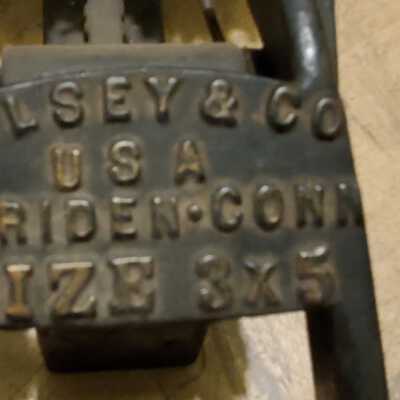 LSEY & CO
USA
RIDEN·CONN
IZE 3X5